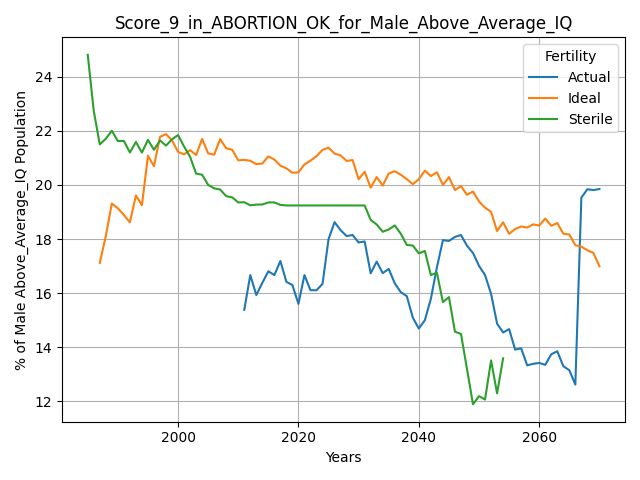 Score_9_in_ABORTION_OK_for_Male_Above_Average_IQ
% of Male Above_Average_IQ Population
24
22
20
18
16
14
12
Fertility
Actual
Ideal
Sterile
2000
2020
2040
2060
Years